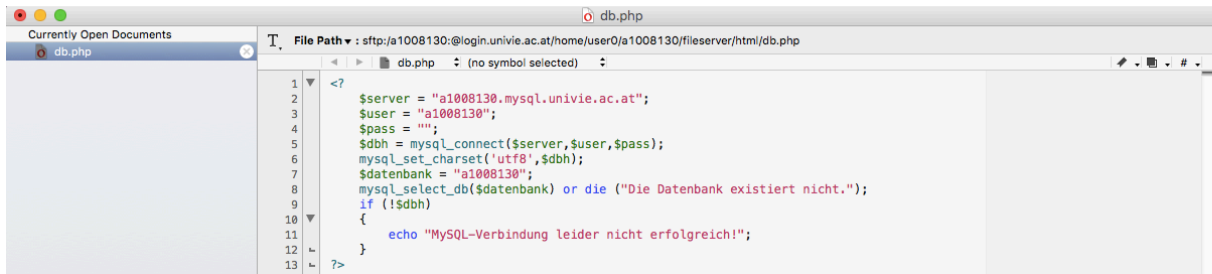 db.php
Currently Open Documents
db.php
File Path ▾ : sftp:/a1008130:@login.univie.ac.at/home/user0/a1008130/fileserver/html/db.php
db.php (no symbol selected)
1 <?
2 $server = "a1008130.mysql.univie.ac.at";
3 $user = "a1008130";
4 $pass = "";
5 $dbh = mysql_connect($server,$user,$pass);
6 mysql_set_charset('utf8',$dbh);
7 $datenbank = "a1008130";
8 mysql_select_db($datenbank) or die ("Die Datenbank existiert nicht.");
9 if (!$dbh)
10 {
11 echo "MySQL-Verbindung leider nicht erfolgreich!";
12 }
13 ?>